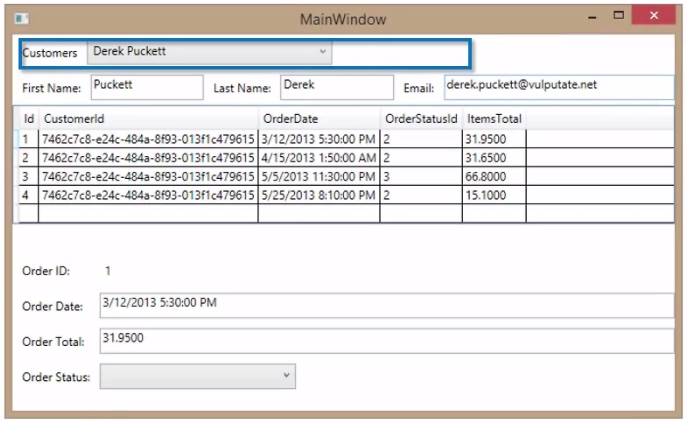 MainWindow
Customers Derek Puckett
First Name: Puckett Last Name: Derek Email: derek.puckett@vulputate.net
Id CustomerId OrderDate OrderStatusId ItemsTotal
1 7462c7c8-e24c-484a-8f93-013f1c479615 3/12/2013 5:30:00 PM 2 31.9500
2 7462c7c8-e24c-484a-8f93-013f1c479615 4/15/2013 1:50:00 AM 2 31.6500
3 7462c7c8-e24c-484a-8f93-013f1c479615 5/5/2013 11:30:00 PM 3 66.8000
4 7462c7c8-e24c-484a-8f93-013f1c479615 5/25/2013 8:10:00 PM 2 15.1000
Order ID: 1
Order Date: 3/12/2013 5:30:00 PM
Order Total: 31.9500
Order Status: